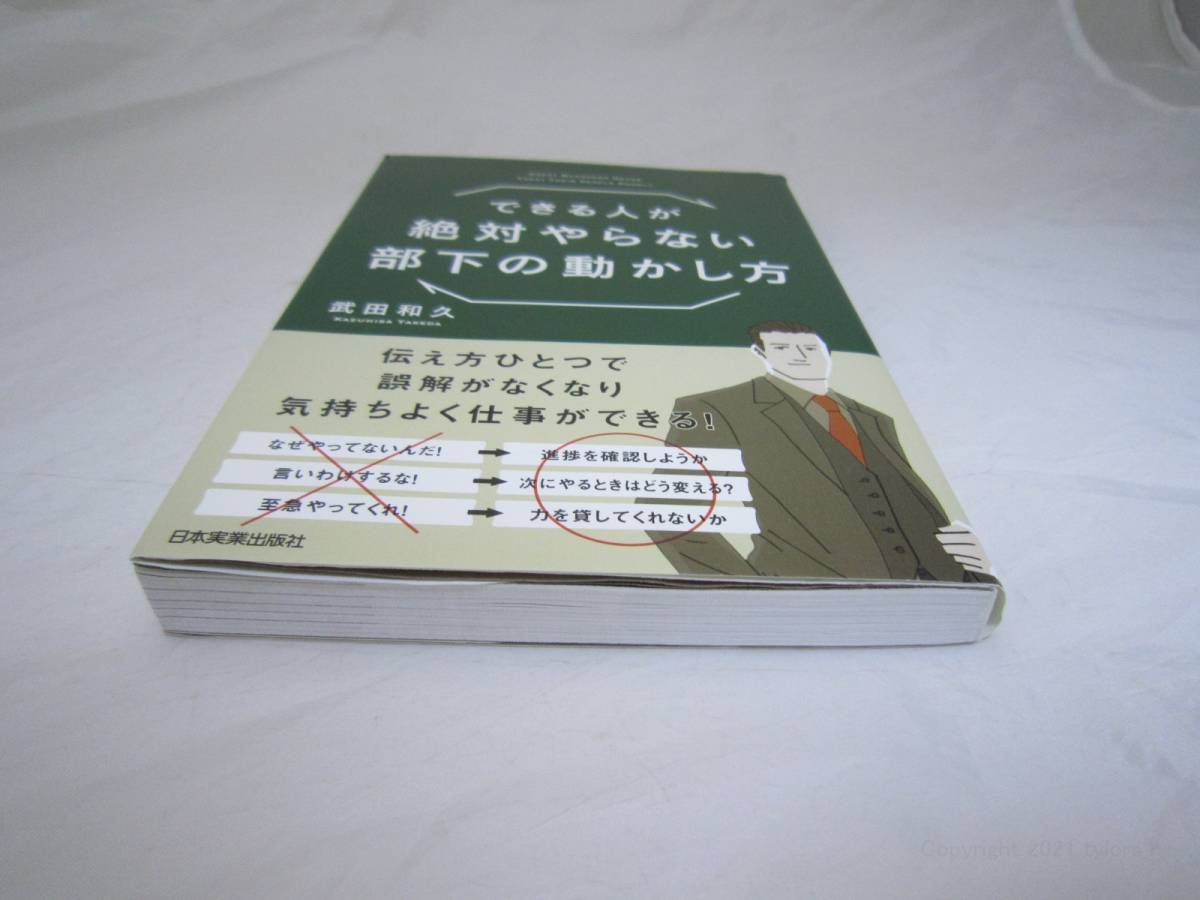 できる人が
絶対やらない
部下の動かし方
武田和久
KAZUHISA TAKEDA
伝え方ひとつで
誤解がなくなり
気持ちよく仕事ができる!
なぜやってないんだ! → 進捗を確認しようか
言いわけするな! → 次にやるときはどう変える?
至急やってくれ! → 力を貸してくれないか
日本実業出版社
Copyright 2021